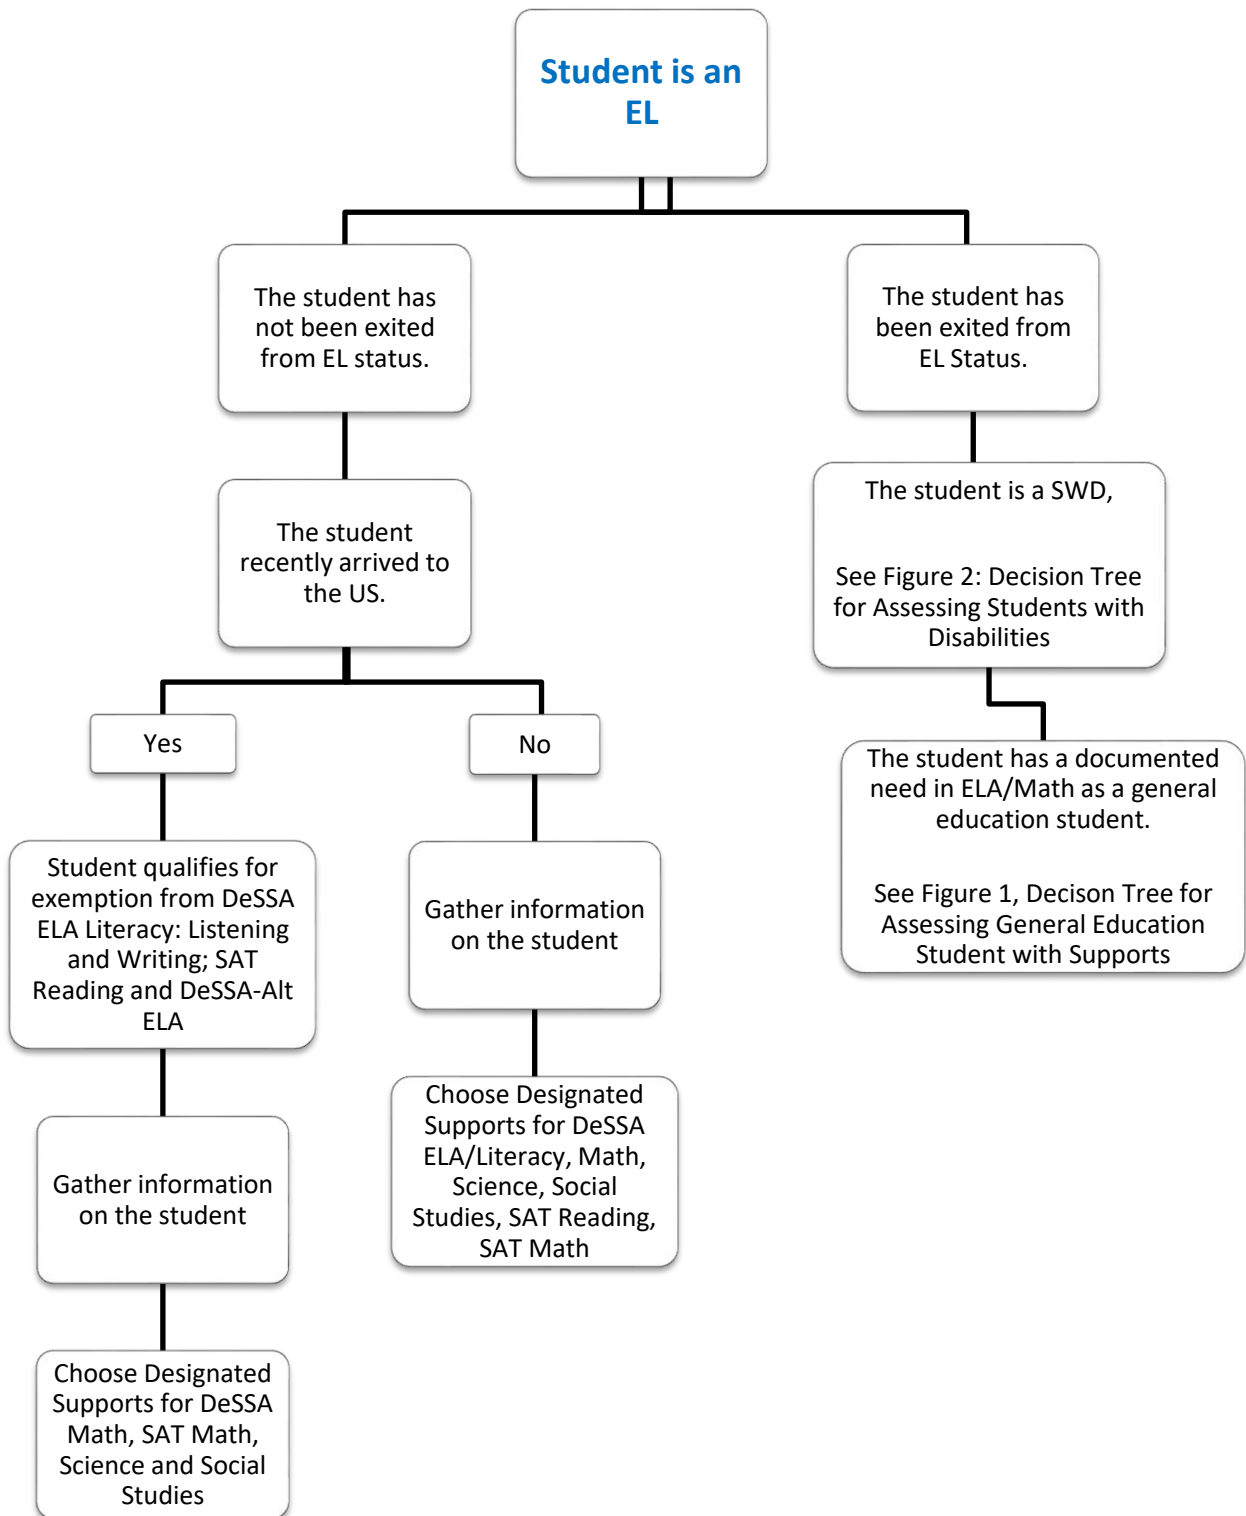 Student is an
EL
The student has
not been exited
from EL status.
The student
recently arrived to
the US.
Yes
Student qualifies for
exemption from DeSSA
ELA Literacy: Listening
and Writing; SAT
Reading and DeSSA-Alt
ELA
Gather information
on the student
Choose Designated
Supports for DeSSA
Math, SAT Math,
Science and Social
Studies
No
Gather information
on the student
Choose Designated
Supports for DeSSA
ELA/Literacy, Math,
Science, Social
Studies, SAT Reading,
SAT Math
The student has
been exited from
EL Status.
The student is a SWD,
See Figure 2: Decision Tree
for Assessing Students with
Disabilities
The student has a documented
need in ELA/Math as a general
education student.
See Figure 1, Decison Tree for
Assessing General Education
Student with Supports